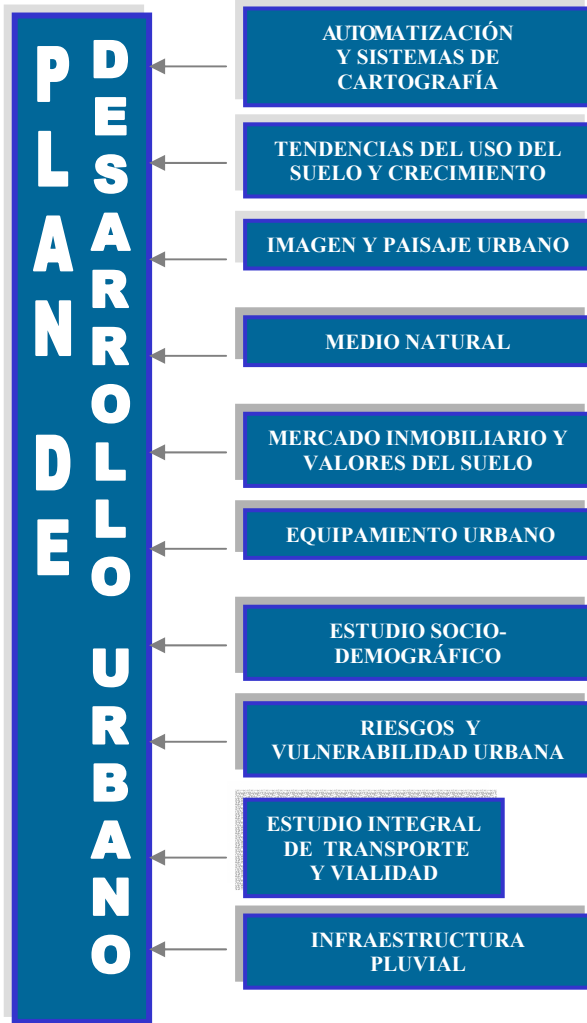 PLAN DE
DESARROLLO URBANO
AUTOMATIZACIÓN
Y SISTEMAS DE
CARTOGRAFÍA
TENDENCIAS DEL USO DEL
SUELO Y CRECIMIENTO
IMAGEN Y PAISAJE URBANO
MEDIO NATURAL
MERCADO INMOBILIARIO Y
VALORES DEL SUELO
EQUIPAMIENTO URBANO
ESTUDIO SOCIO-
DEMOGRÁFICO
RIESGOS Y
VULNERABILIDAD URBANA
ESTUDIO INTEGRAL
DE TRANSPORTE
Y VIALIDAD
INFRAESTRUCTURA
PLUVIAL